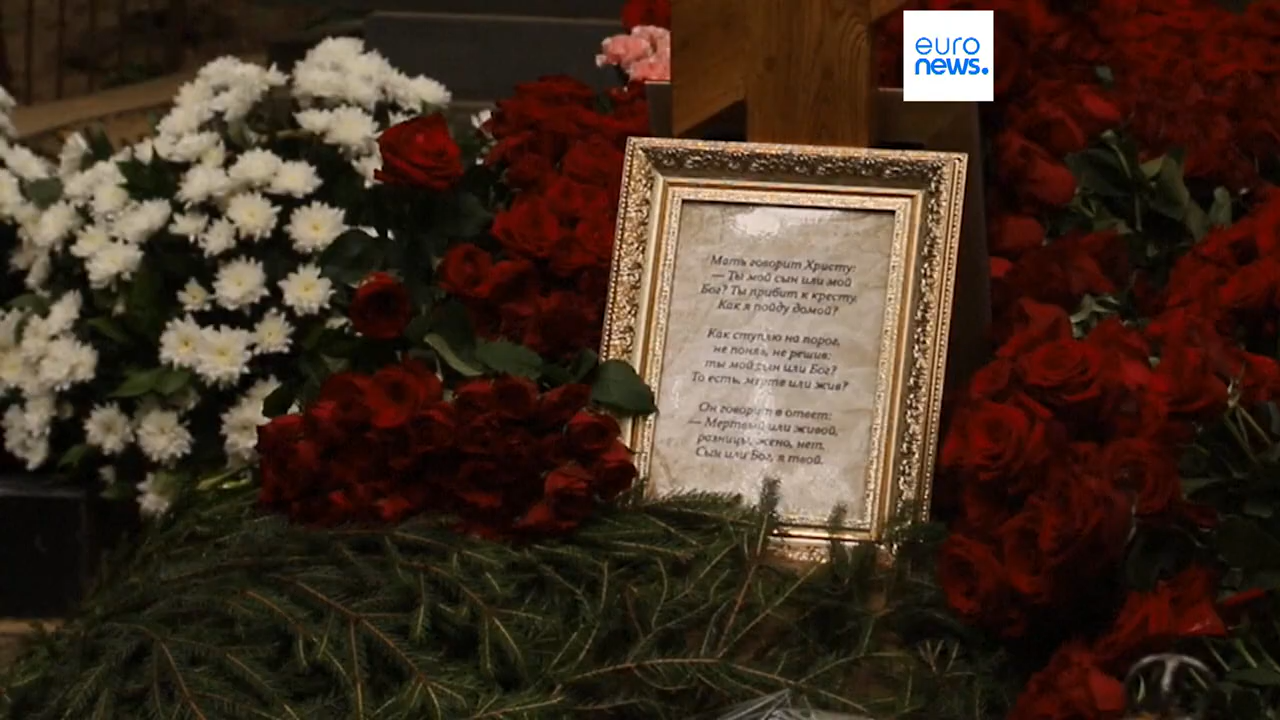 euro
news.
Мать говорит Христу:
— Ты мой сын или мой
Бог? Ты прибит к кресту.
Как я пойду домой?
Как ступлю на порог,
не поняв, не решив:
ты мой сын или Бог?
То есть, мертв или жив?
Он говорит в ответ:
— Мертвый или живой,
разницы, жено, нет.
Сын или Бог, я твой.